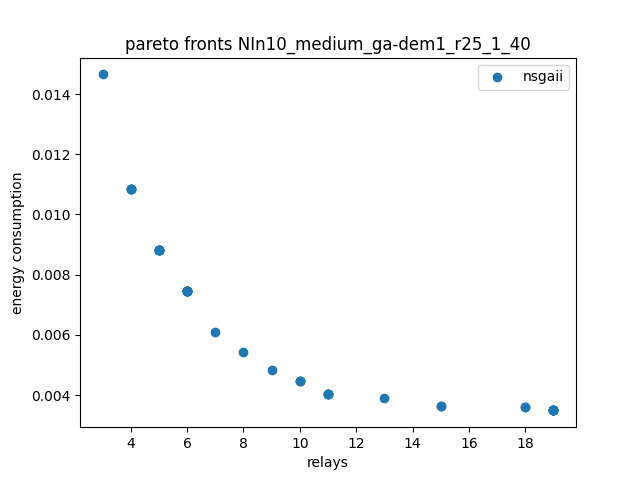 pareto fronts NIn10_medium_ga-dem1_r25_1_40
nsgaii
0.014
0.012
0.010
0.008
0.006
0.004
energy consumption
4 6 8 10 12 14 16 18
relays